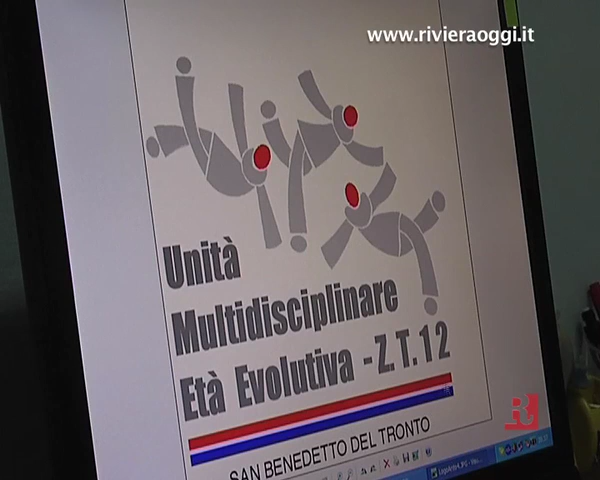 www.rivieraoggi.it
Unità
Multidisciplinare
Età Evolutiva - Z.T.12
SAN BENEDETTO DEL TRONTO
R